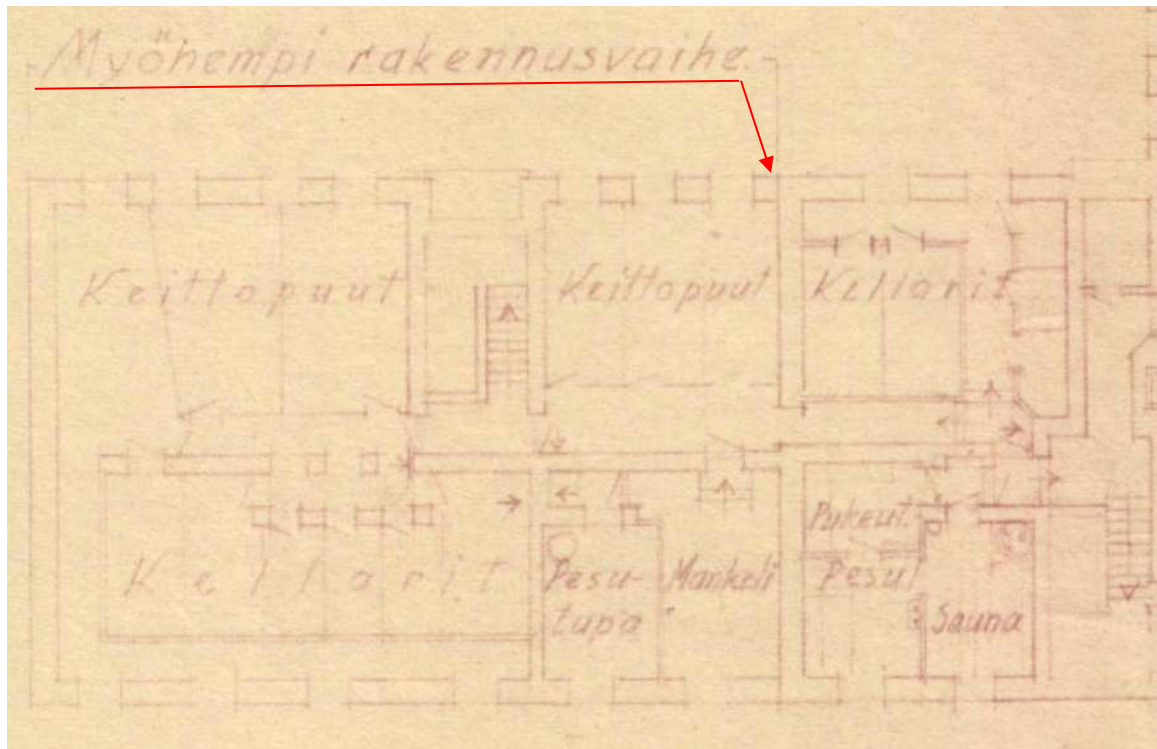 Myöhempi rakennusvaihe.
Keittopuut
Keittopuut
Kellarit
Kellarit
Pesu-
tupa
Mankeli
Pukeut.
Pesu
Sauna